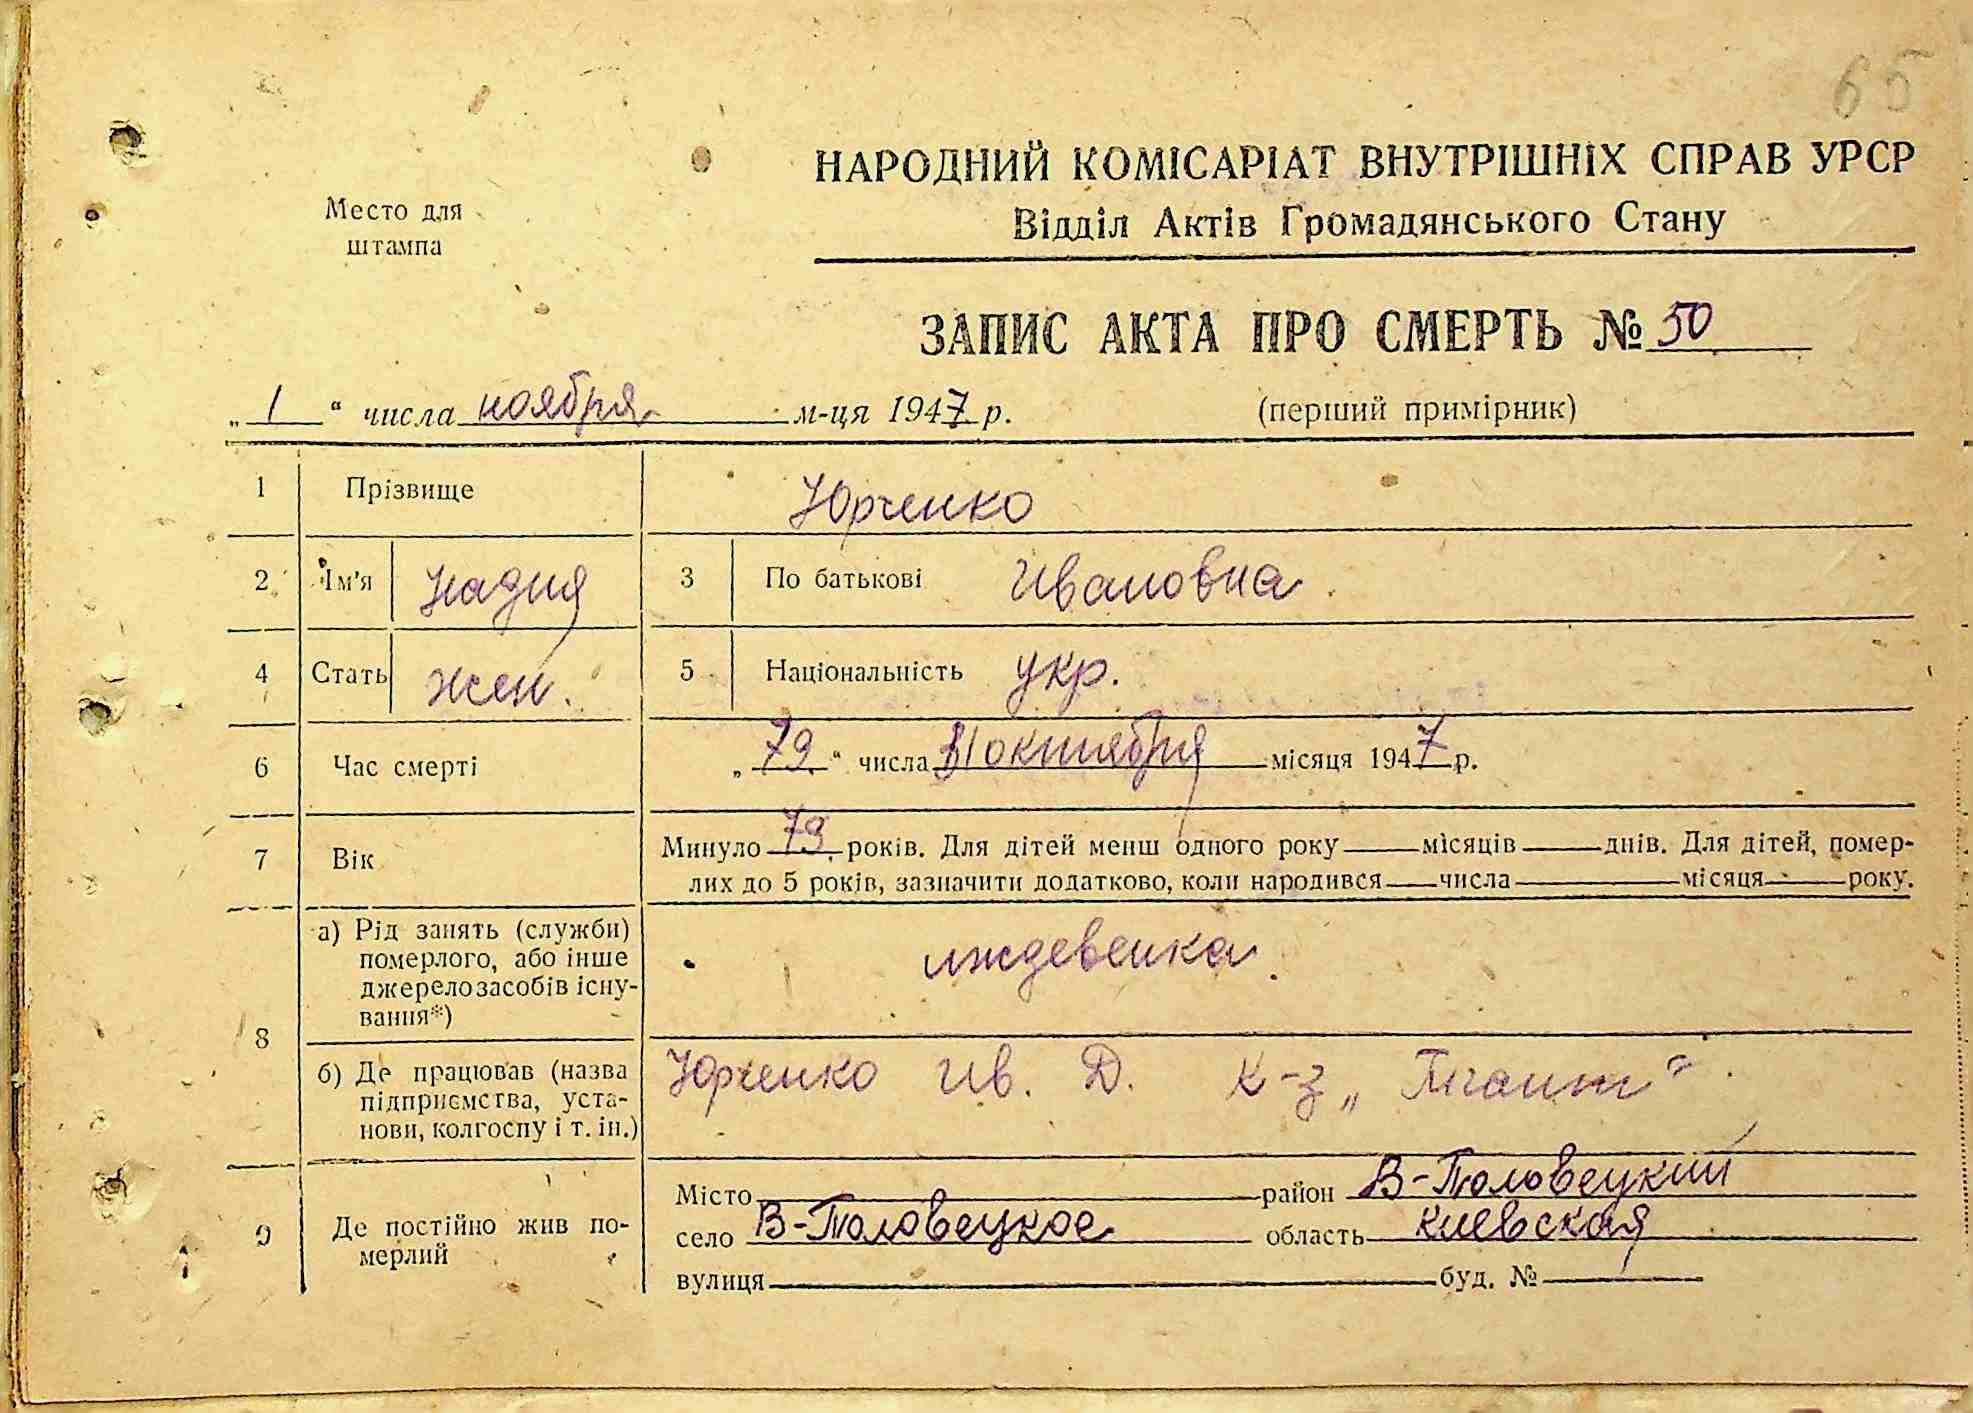 65
НАРОДНИЙ КОМІСАРІАТ ВНУТРІШНІХ СПРАВ УРСР
Место для штампа
Відділ Актів Громадянського Стану
ЗАПИС АКТА ПРО СМЕРТЬ № 50
„ 1 “ числа ноября м-ця 1947 р. (перший примірник)
1 Прізвище Юрченко
2 Ім'я Надия 3 По батькові Ивановна
4 Стать жен. 5 Національність укр.
6 Час смерті „ 79 “ числа 31 октября місяця 1947 р.
7 Вік Минуло 79 років. Для дітей менш одного року — місяців — днів. Для дітей, помер-
лих до 5 років, зазначити додатково, коли народився — числа — місяця — року.
8 а) Рід занять (служби) померлого, або інше джерело засобів існу-вання*) иждевенка
б) Де працював (назва підприємства, уста-нови, колгоспу і т. ін.) Юрченко Ив. Д. к-з „Гигант“
9 Де постійно жив по-мерлий
Місто район В-Половецкий
село В-Половецкое область Киевская
вулиця буд. №